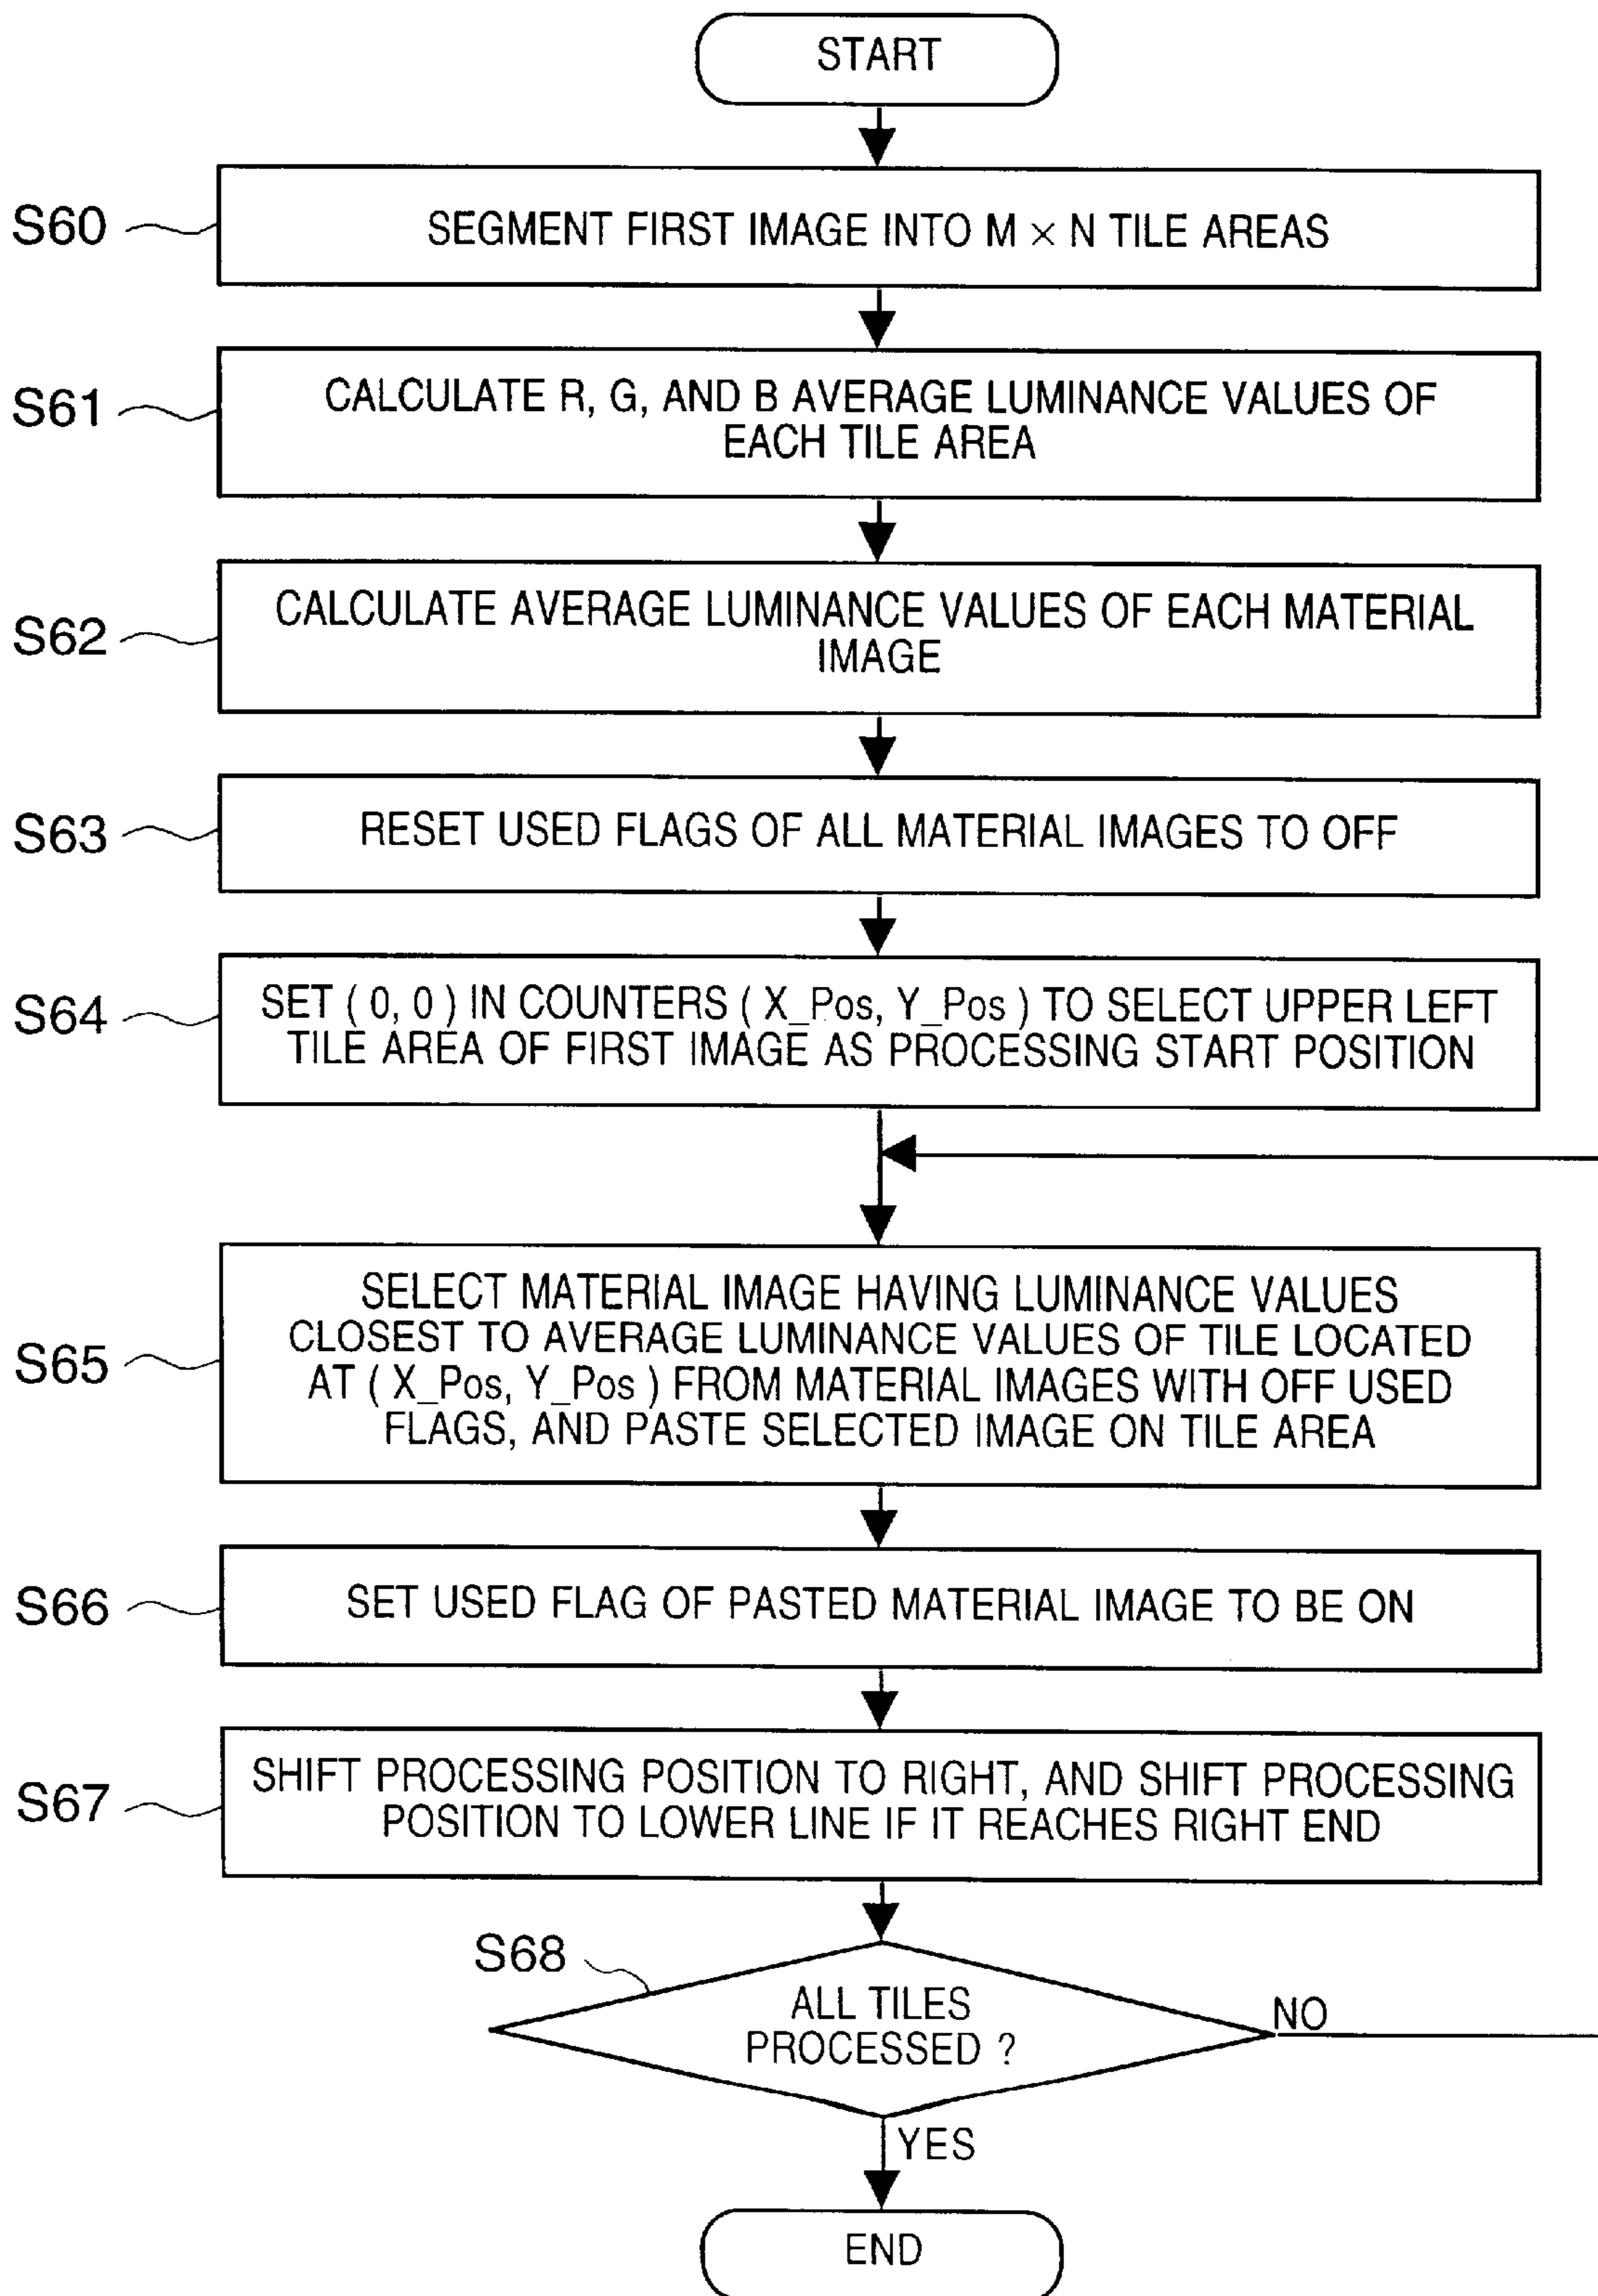 START
S60
SEGMENT FIRST IMAGE INTO M × N TILE AREAS
S61
CALCULATE R, G, AND B AVERAGE LUMINANCE VALUES OF
EACH TILE AREA
S62
CALCULATE AVERAGE LUMINANCE VALUES OF EACH MATERIAL
IMAGE
S63
RESET USED FLAGS OF ALL MATERIAL IMAGES TO OFF
S64
SET ( 0, 0 ) IN COUNTERS ( X_Pos, Y_Pos ) TO SELECT UPPER LEFT
TILE AREA OF FIRST IMAGE AS PROCESSING START POSITION
S65
SELECT MATERIAL IMAGE HAVING LUMINANCE VALUES
CLOSEST TO AVERAGE LUMINANCE VALUES OF TILE LOCATED
AT ( X_Pos, Y_Pos ) FROM MATERIAL IMAGES WITH OFF USED
FLAGS, AND PASTE SELECTED IMAGE ON TILE AREA
S66
SET USED FLAG OF PASTED MATERIAL IMAGE TO BE ON
S67
SHIFT PROCESSING POSITION TO RIGHT, AND SHIFT PROCESSING
POSITION TO LOWER LINE IF IT REACHES RIGHT END
S68
ALL TILES
PROCESSED ?
NO
YES
END